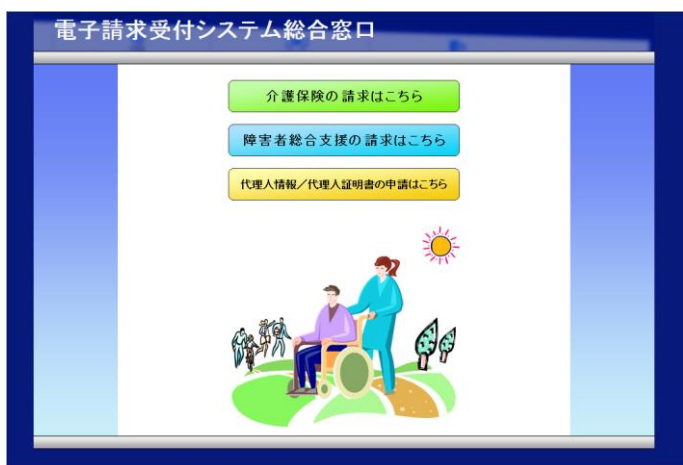 電子請求受付システム総合窓口
介護保険の請求はこちら
障害者総合支援の請求はこちら
代理人情報／代理人証明書の申請はこちら